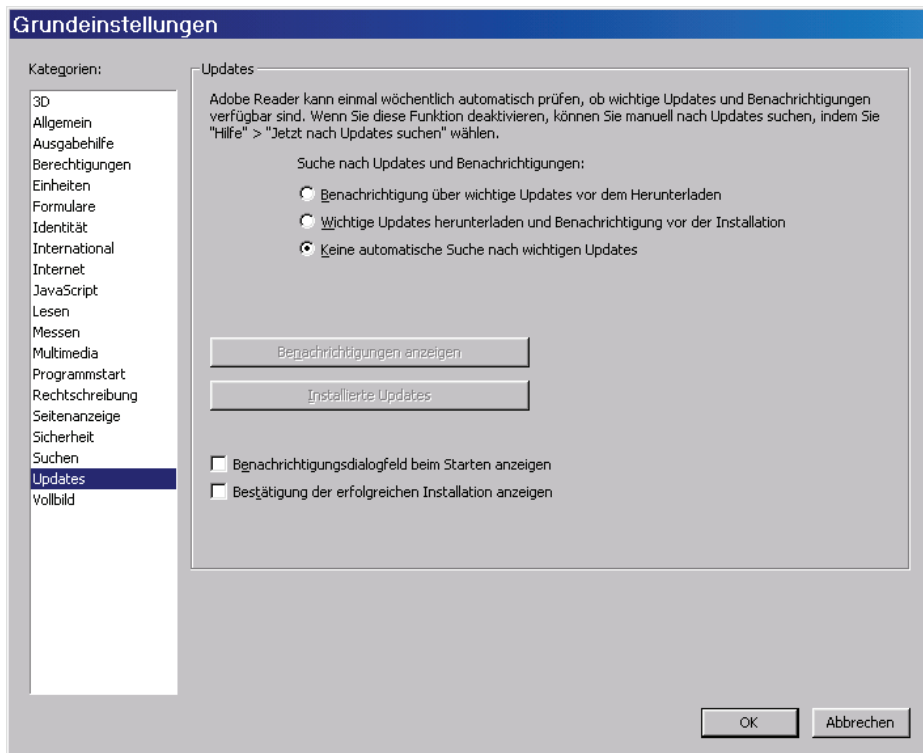 Grundeinstellungen
Kategorien:
3D
Allgemein
Ausgabehilfe
Berechtigungen
Einheiten
Formulare
Identität
International
Internet
JavaScript
Lesen
Messen
Multimedia
Programmstart
Rechtschreibung
Seitenanzeige
Sicherheit
Suchen
Updates
Vollbild
Updates
Adobe Reader kann einmal wöchentlich automatisch prüfen, ob wichtige Updates und Benachrichtigungen
verfügbar sind. Wenn Sie diese Funktion deaktivieren, können Sie manuell nach Updates suchen, indem Sie
"Hilfe" > "Jetzt nach Updates suchen" wählen.
Suche nach Updates und Benachrichtigungen:
Benachrichtigung über wichtige Updates vor dem Herunterladen
Wichtige Updates herunterladen und Benachrichtigung vor der Installation
Keine automatische Suche nach wichtigen Updates
Benachrichtigungen anzeigen
Installierte Updates
Benachrichtigungsdialogfeld beim Starten anzeigen
Bestätigung der erfolgreichen Installation anzeigen
OK
Abbrechen